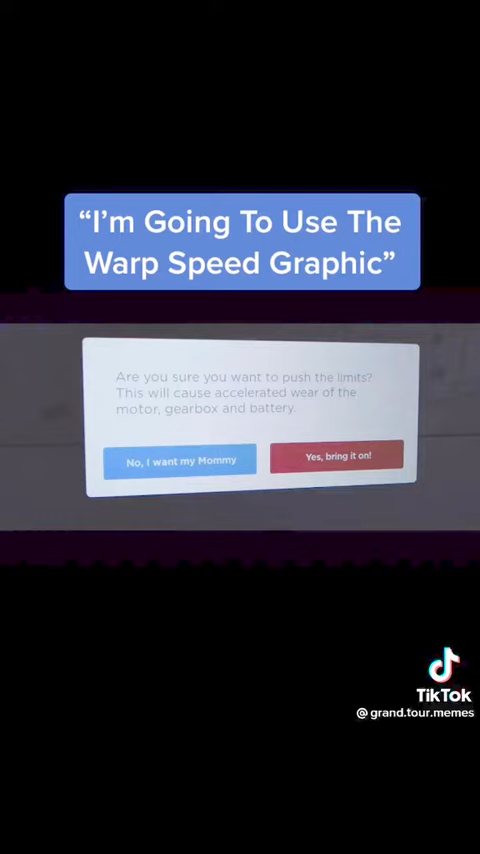 “I’m Going To Use The
Warp Speed Graphic”
Are you sure you want to push the limits?
This will cause accelerated wear of the
motor, gearbox and battery.
No, I want my Mommy
Yes, bring it on!
TikTok
@ grand.tour.memes